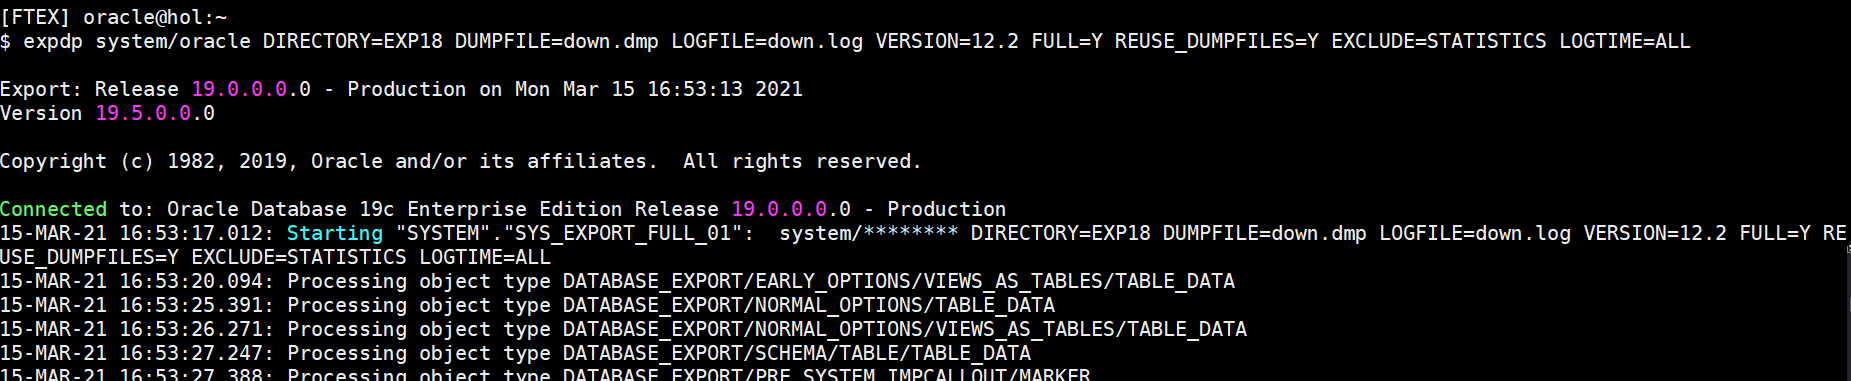 [FTEX] oracle@hol:~
$ expdp system/oracle DIRECTORY=EXP18 DUMPFILE=down.dmp LOGFILE=down.log VERSION=12.2 FULL=Y REUSE_DUMPFILES=Y EXCLUDE=STATISTICS LOGTIME=ALL
Export: Release 19.0.0.0.0 - Production on Mon Mar 15 16:53:13 2021
Version 19.5.0.0.0
Copyright (c) 1982, 2019, Oracle and/or its affiliates.  All rights reserved.
Connected to: Oracle Database 19c Enterprise Edition Release 19.0.0.0.0 - Production
15-MAR-21 16:53:17.012: Starting "SYSTEM"."SYS_EXPORT_FULL_01":  system/******** DIRECTORY=EXP18 DUMPFILE=down.dmp LOGFILE=down.log VERSION=12.2 FULL=Y RE
USE_DUMPFILES=Y EXCLUDE=STATISTICS LOGTIME=ALL
15-MAR-21 16:53:20.094: Processing object type DATABASE_EXPORT/EARLY_OPTIONS/VIEWS_AS_TABLES/TABLE_DATA
15-MAR-21 16:53:25.391: Processing object type DATABASE_EXPORT/NORMAL_OPTIONS/TABLE_DATA
15-MAR-21 16:53:26.271: Processing object type DATABASE_EXPORT/NORMAL_OPTIONS/VIEWS_AS_TABLES/TABLE_DATA
15-MAR-21 16:53:27.247: Processing object type DATABASE_EXPORT/SCHEMA/TABLE/TABLE_DATA
15-MAR-21 16:53:27.388: Processing object type DATABASE_EXPORT/PRE_SYSTEM_IMPCALLOUT/MARKER